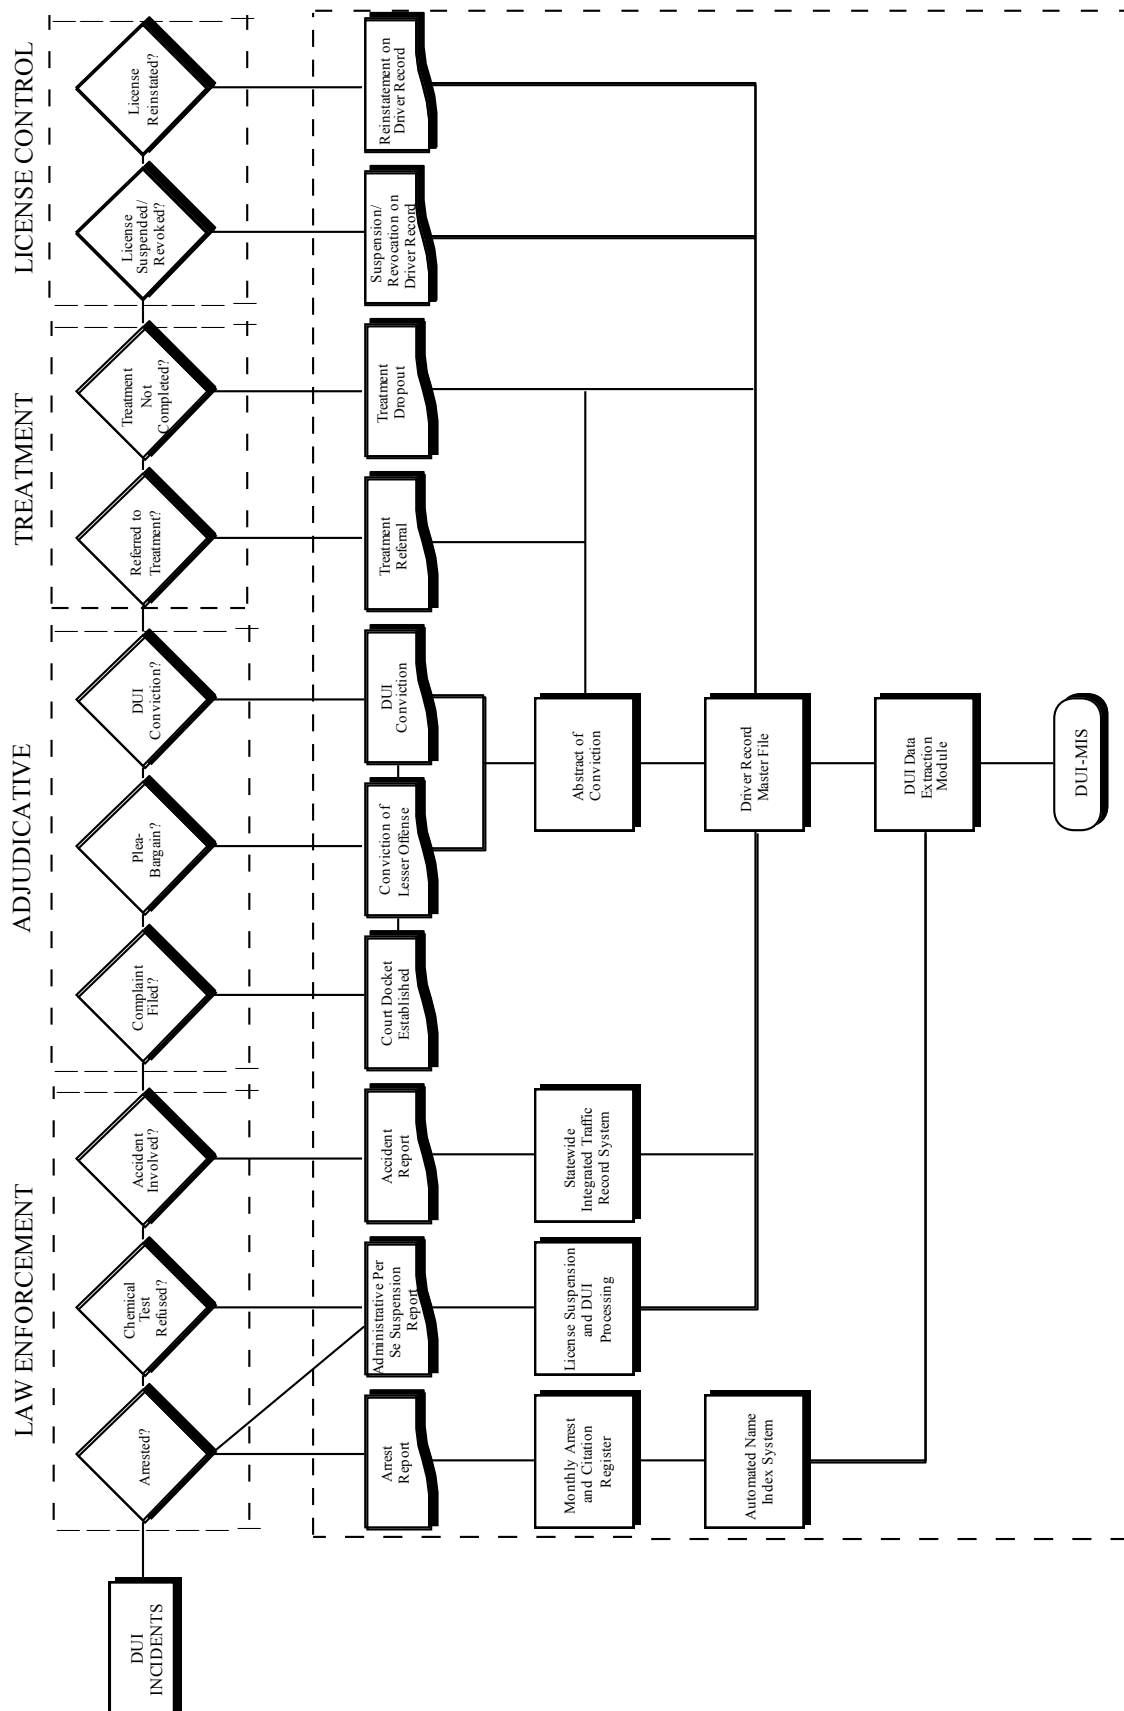 LAW ENFORCEMENT
ADJUDICATIVE
TREATMENT
LICENSE CONTROL
DUI
INCIDENTS
Arrested?
Chemical
Test
Refused?
Accident
Involved?
Complaint
Filed?
Plea-
Bargain?
DUI
Conviction?
Referred to
Treatment?
Treatment
Not
Completed?
License
Suspended/
Revoked?
License
Reinstated?
Arrest
Report
Administrative Per
Se Suspension
Report
Accident
Report
Court Docket
Established
Conviction of
Lesser Offense
DUI
Conviction
Treatment
Referral
Treatment
Dropout
Suspension/
Revocation on
Driver Record
Reinstatement on
Driver Record
Monthly Arrest
and Citation
Register
License Suspension
and DUI
Processing
Statewide
Integrated Traffic
Record System
Abstract of
Conviction
Automated Name
Index System
Driver Record
Master File
DUI Data
Extraction
Module
DUI-MIS